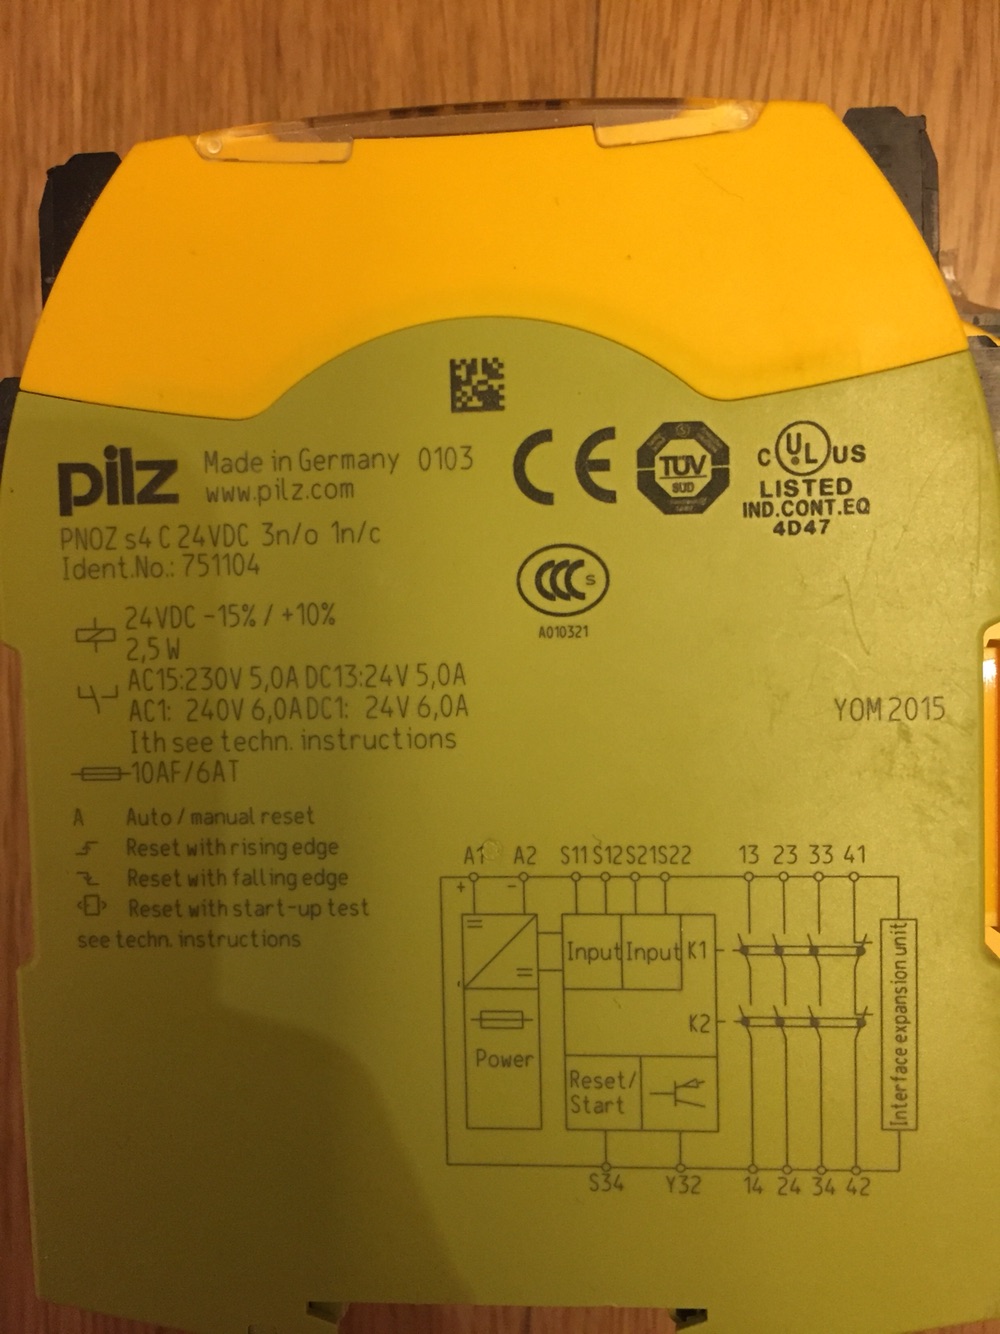 pilz Made in Germany 0103
www.pilz.com
PNOZ s4 C 24VDC 3n/o 1n/c
Ident.No.: 751104
CE
TÜV
SÜD
C UL US
LISTED
IND.CONT.EQ
4D47
CCC S
A010321
24VDC -15% / +10%
2,5 W
AC15:230V 5,0A DC13:24V 5,0A
AC1: 240V 6,0A DC1: 24V 6,0A
Ith see techn. instructions
10AF/6AT
YOM 2015
A Auto / manual reset
Reset with rising edge
Reset with falling edge
Reset with start-up test
see techn. instructions
A1 A2 S11 S12 S21 S22 13 23 33 41
+ -
Input Input K1
K2
Power
Reset/
Start
Interface expansion unit
S34 Y32 14 24 34 42